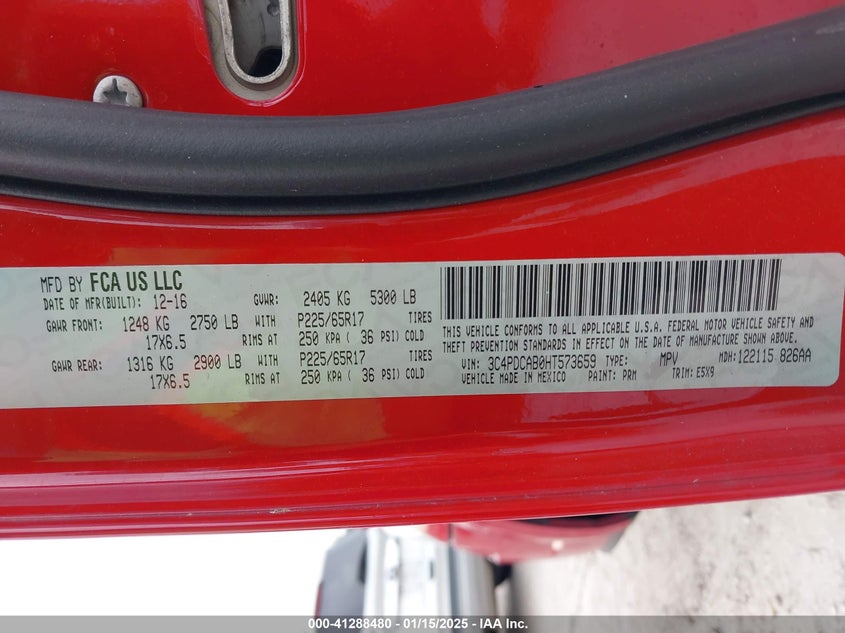 MFD BY FCA US LLC
DATE OF MFR(BUILT): 12-16 GVWR: 2405 KG 5300 LB
GAWR FRONT: 1248 KG 2750 LB WITH P225/65R17 TIRES
17X6.5 RIMS AT 250 KPA ( 36 PSI) COLD
GAWR REAR: 1316 KG 2900 LB WITH P225/65R17 TIRES
17X6.5 RIMS AT 250 KPA ( 36 PSI) COLD
THIS VEHICLE CONFORMS TO ALL APPLICABLE U.S.A. FEDERAL MOTOR VEHICLE SAFETY AND
THEFT PREVENTION STANDARDS IN EFFECT ON THE DATE OF MANUFACTURE SHOWN ABOVE.
VIN: 3C4PDCAB0HT573659 TYPE: MPV MDH:122115 826AA
VEHICLE MADE IN MEXICO PAINT: PRM TRIM: E5X9
000-41288480 - 01/15/2025 - IAA Inc.